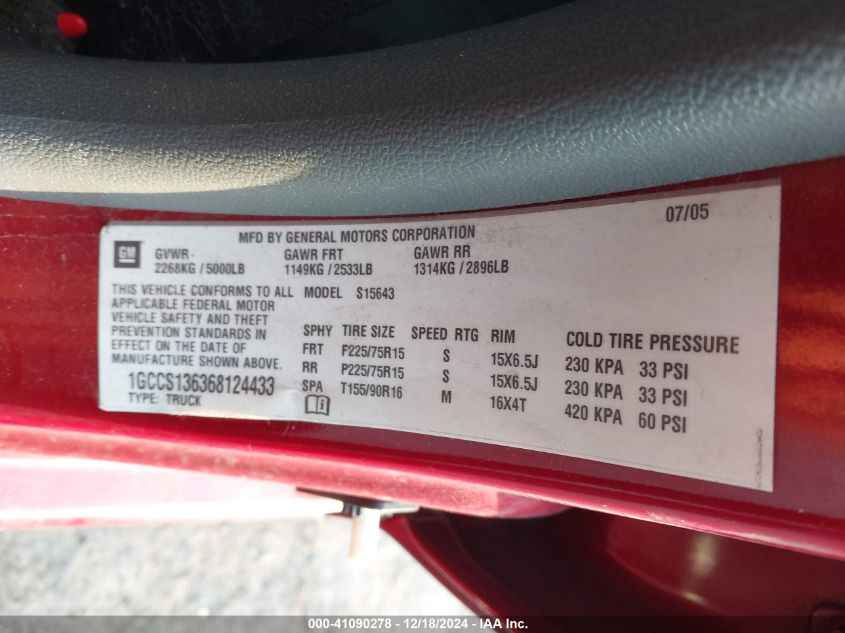 07/05
MFD BY GENERAL MOTORS CORPORATION
GM
GVWR GAWR FRT GAWR RR
2268KG / 5000LB 1149KG / 2533LB 1314KG / 2896LB
THIS VEHICLE CONFORMS TO ALL MODEL S15643
APPLICABLE FEDERAL MOTOR
VEHICLE SAFETY AND THEFT
PREVENTION STANDARDS IN
EFFECT ON THE DATE OF
MANUFACTURE SHOWN ABOVE.
1GCCS136368124433
TYPE: TRUCK
SPHY TIRE SIZE SPEED RTG RIM COLD TIRE PRESSURE
FRT F225/75R15 S 15X6.5J 230 KPA 33 PSI
RR P225/75R15 S 15X6.5J 230 KPA 33 PSI
SPA T155/90R16 M 16X4T 420 KPA 60 PSI
000-41090278 - 12/18/2024 - IAA Inc.